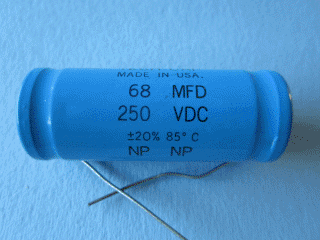 MADE IN USA.
68 MFD
250 VDC
±20% 85° C
NP NP